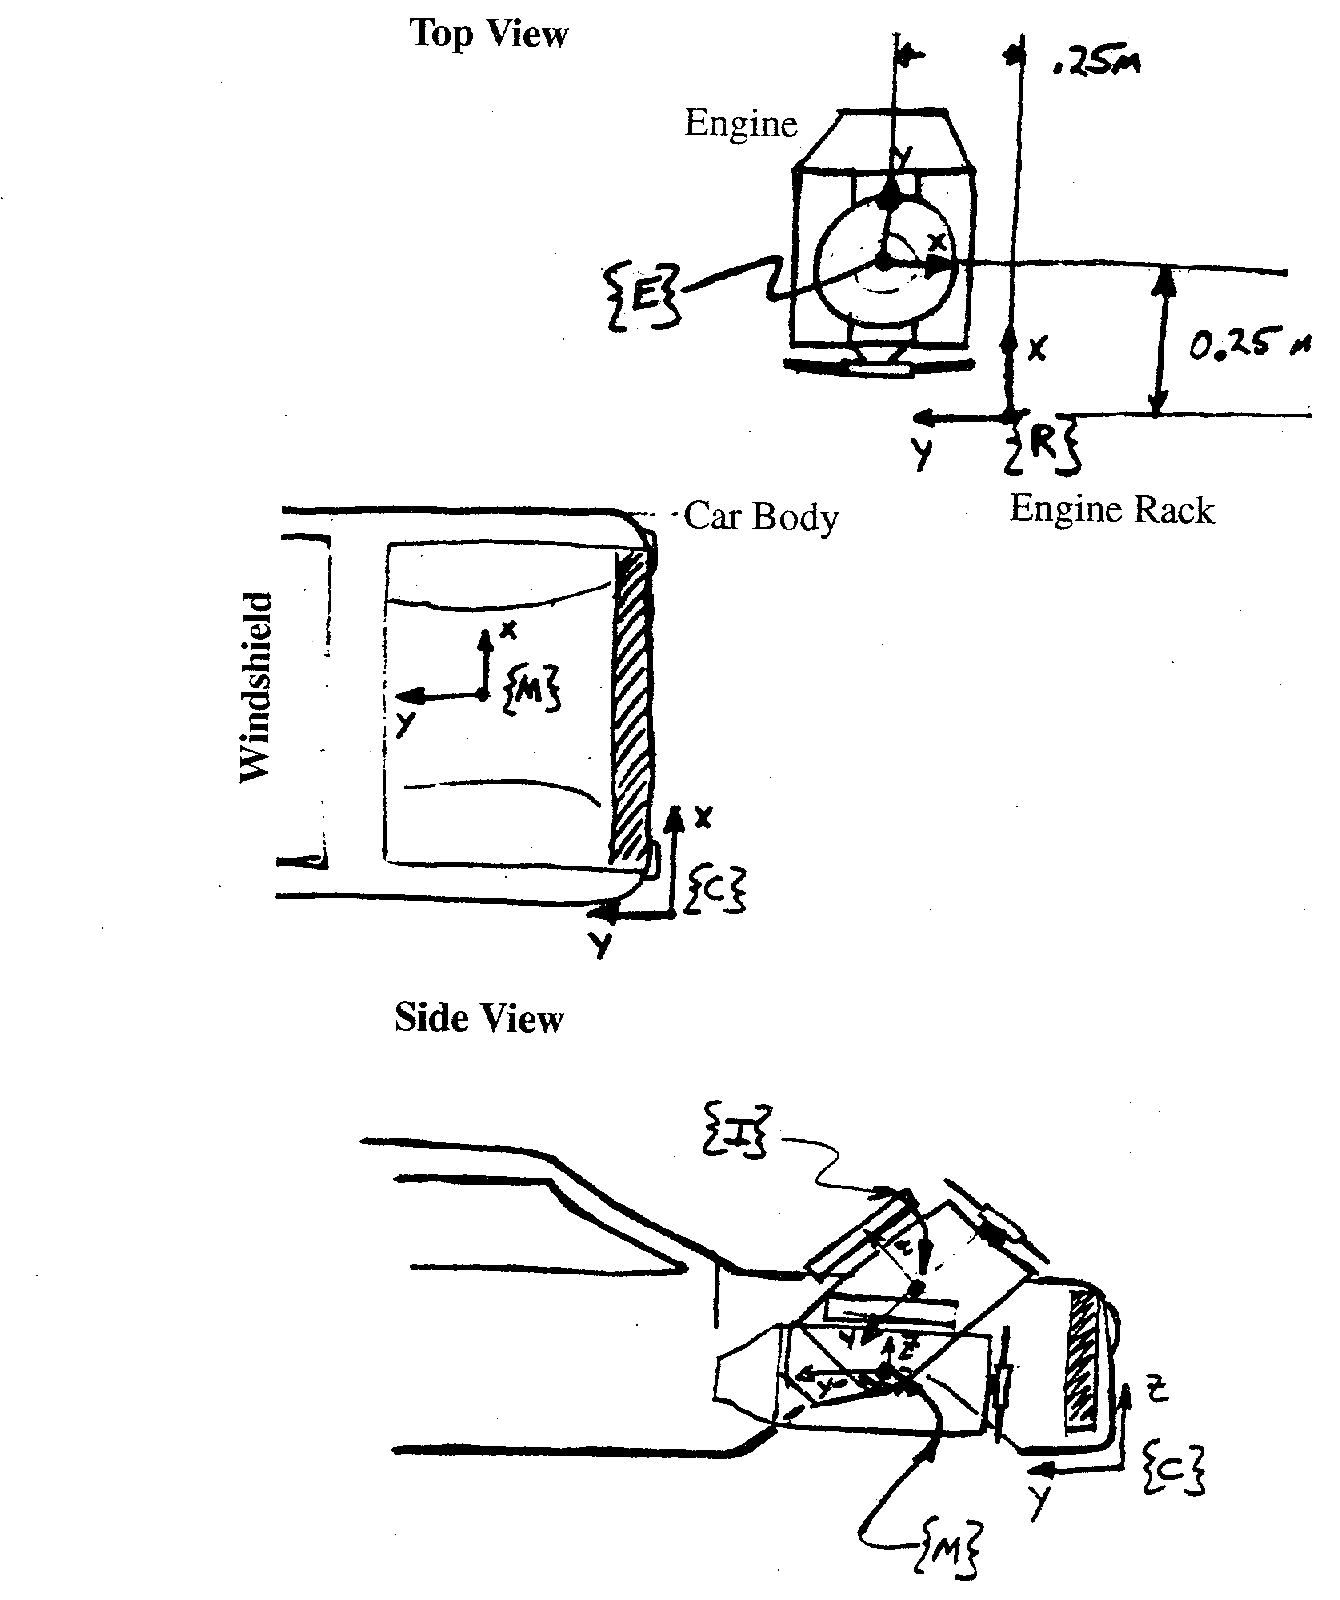 Top View
.25M
Engine
Y
X
{E}
X
0.25 M
Y
{R}
Car Body
Engine Rack
Windshield
X
{M}
Y
X
{C}
Y
Side View
{I}
Z
Y
Z
Y
Z
{C}
Y
{M}